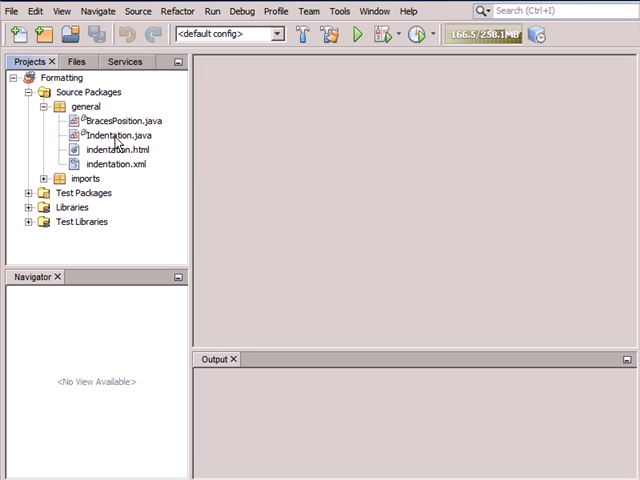 File Edit View Navigate Source Refactor Run Debug Profile Team Tools Window Help Search (Ctrl+I)
<default config> 166.5/258.1MB
Projects Files Services
Formatting
Source Packages
general
BracesPosition.java
Indentation.java
indentation.html
indentation.xml
imports
Test Packages
Libraries
Test Libraries
Navigator
<No View Available>
Output